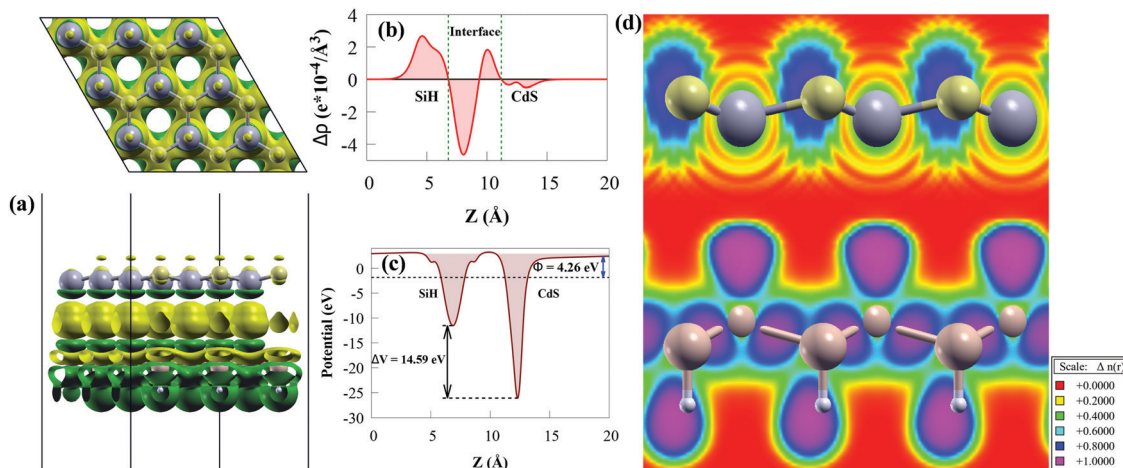 (a)
(b)
Interface
SiH
CdS
Δρ (e*10⁻⁴/Å³)
4
2
0
-2
-4
0
5
10
15
20
Z (Å)
(c)
Φ = 4.26 eV
SiH
CdS
ΔV = 14.59 eV
Potential (eV)
0
-5
-10
-15
-20
-25
-30
0
5
10
15
20
Z (Å)
(d)
Scale: Δ n(r)
+0.0000
+0.2000
+0.4000
+0.6000
+0.8000
+1.0000